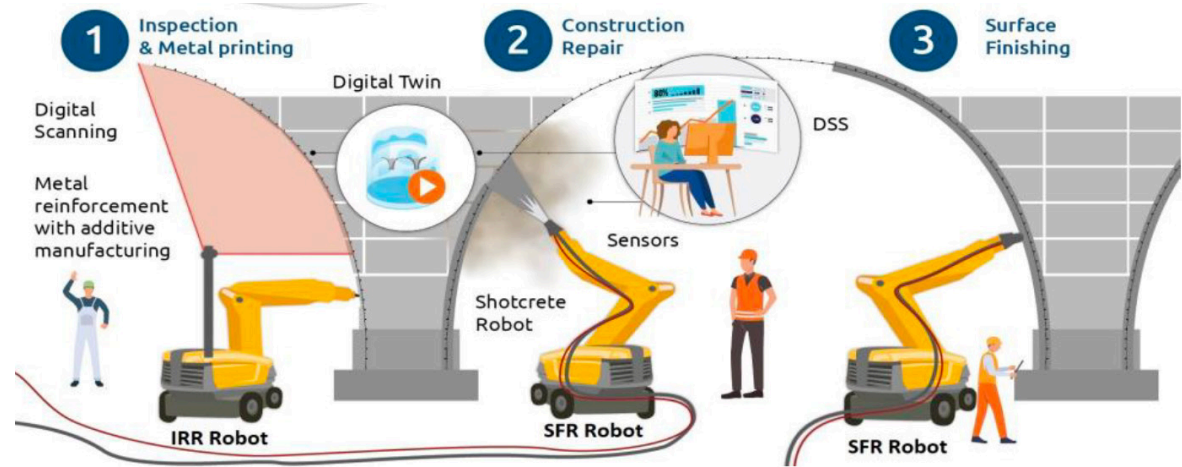 1
Inspection
& Metal printing
2
Construction
Repair
3
Surface
Finishing
Digital Twin
Digital
Scanning
80%
DSS
Metal
reinforcement
with additive
manufacturing
Sensors
Shotcrete
Robot
IRR Robot
SFR Robot
SFR Robot